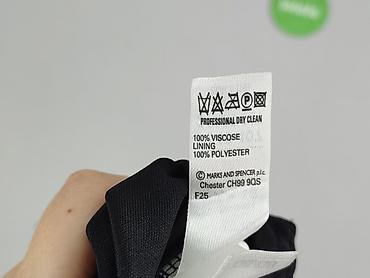 PROFESSIONAL DRY CLEAN
100% VISCOSE
LINING
100% POLYESTER
© MARKS AND SPENCER p.l.c.
Chester CH99 9QS
F25